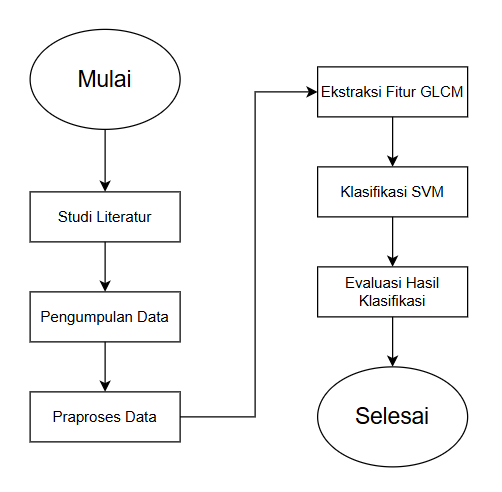 Mulai
Studi Literatur
Pengumpulan Data
Praproses Data
Ekstraksi Fitur GLCM
Klasifikasi SVM
Evaluasi Hasil
Klasifikasi
Selesai